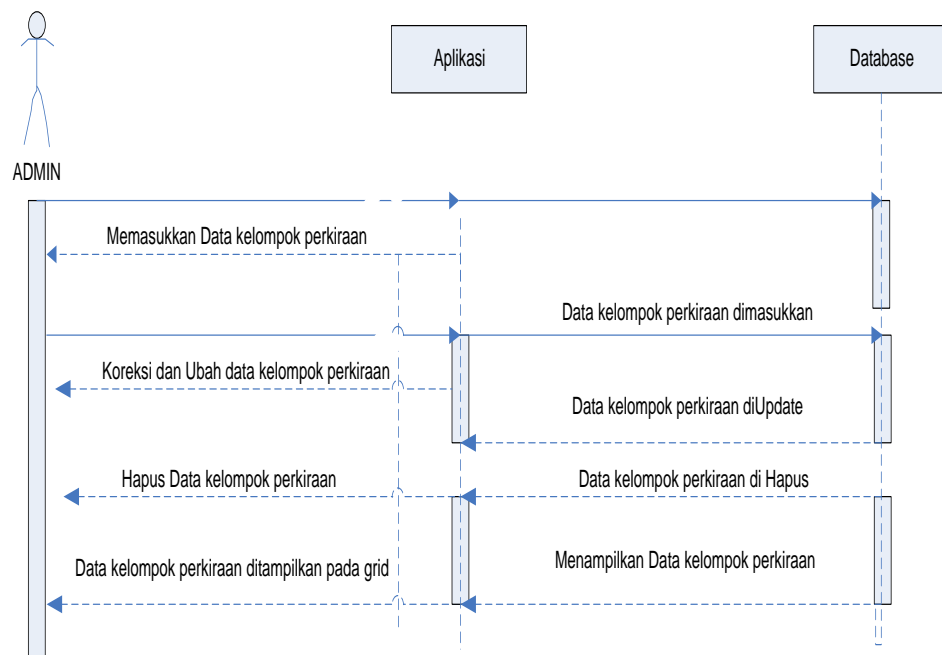 Aplikasi
Database
ADMIN
Memasukkan Data kelompok perkiraan
Data kelompok perkiraan dimasukkan
Koreksi dan Ubah data kelompok perkiraan
Data kelompok perkiraan diUpdate
Hapus Data kelompok perkiraan
Data kelompok perkiraan di Hapus
Menampilkan Data kelompok perkiraan
Data kelompok perkiraan ditampilkan pada grid